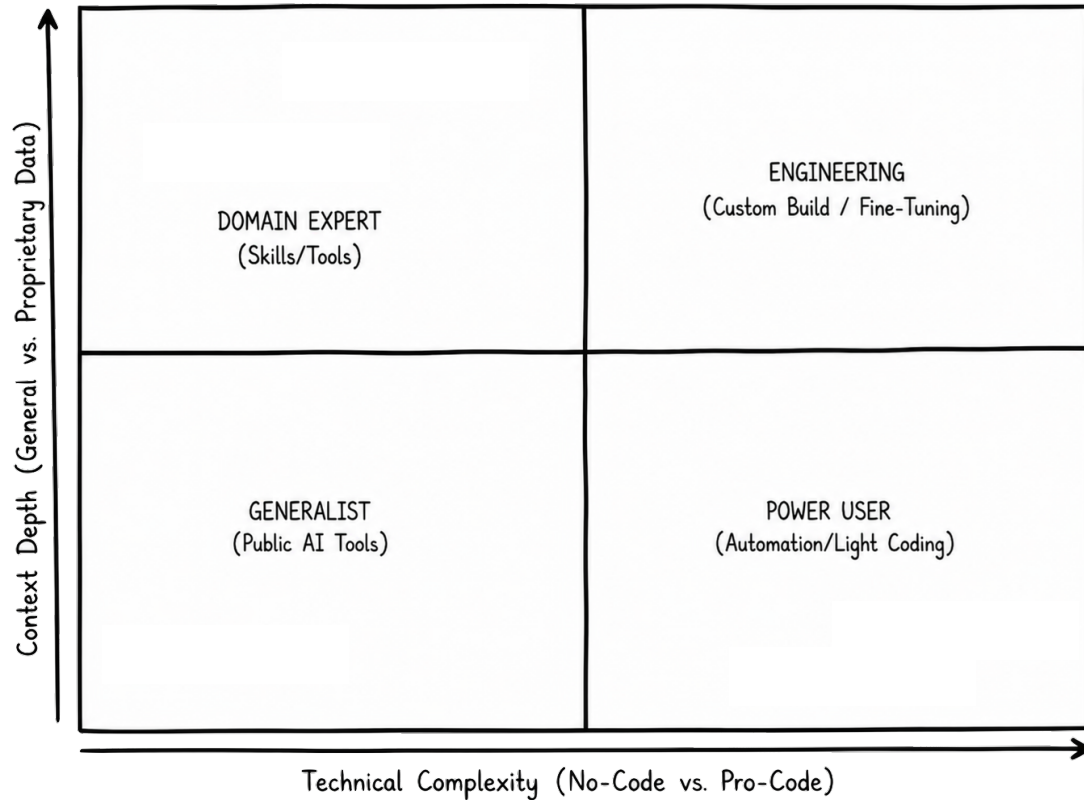 Context Depth (General vs. Proprietary Data)
DOMAIN EXPERT
(Skills/Tools)
ENGINEERING
(Custom Build / Fine-Tuning)
GENERALIST
(Public AI Tools)
POWER USER
(Automation/Light Coding)
Technical Complexity (No-Code vs. Pro-Code)